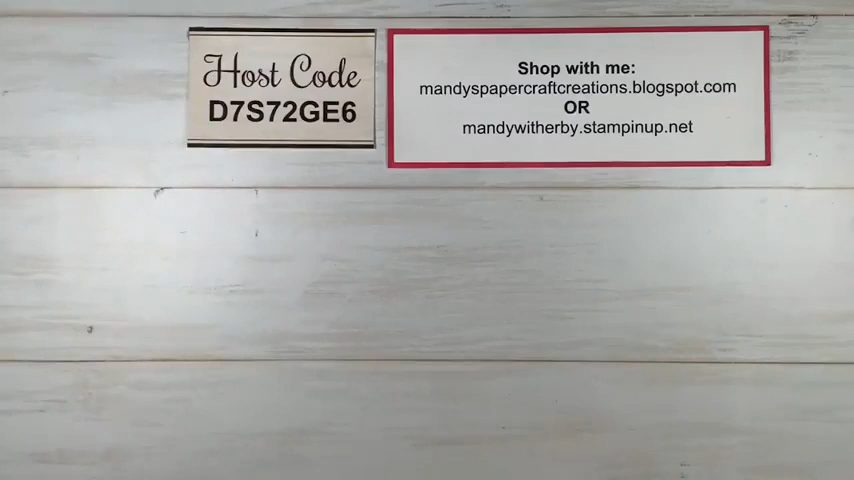 Host Code
D7S72GE6
Shop with me:
mandyspapercraftcreations.blogspot.com
OR
mandywitherby.stampinup.net